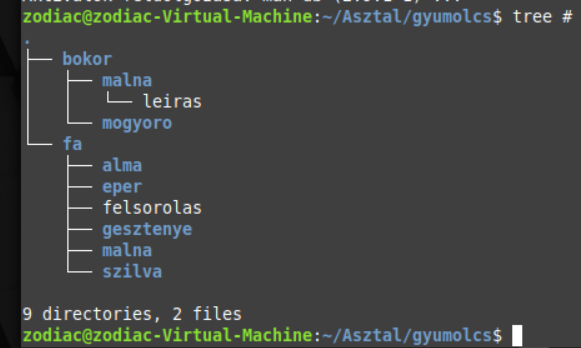 zodiac@zodiac-Virtual-Machine:~/Asztal/gyumolcs$ tree #
.
├── bokor
│   ├── malna
│   │   └── leiras
│   └── mogyoro
└── fa
    ├── alma
    ├── eper
    ├── felsorolas
    ├── gesztenye
    ├── malna
    └── szilva
9 directories, 2 files
zodiac@zodiac-Virtual-Machine:~/Asztal/gyumolcs$